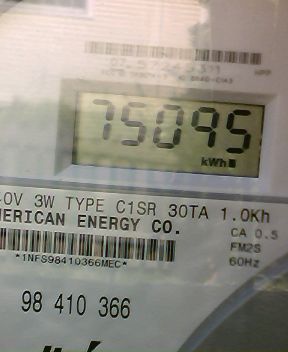 HPP
75095
kWh
0V 3W TYPE C1SR 30TA 1.0Kh
MERICAN ENERGY CO.
CA 0.5
FM2S
*1NFS98410366MEC*
60Hz
98 410 366